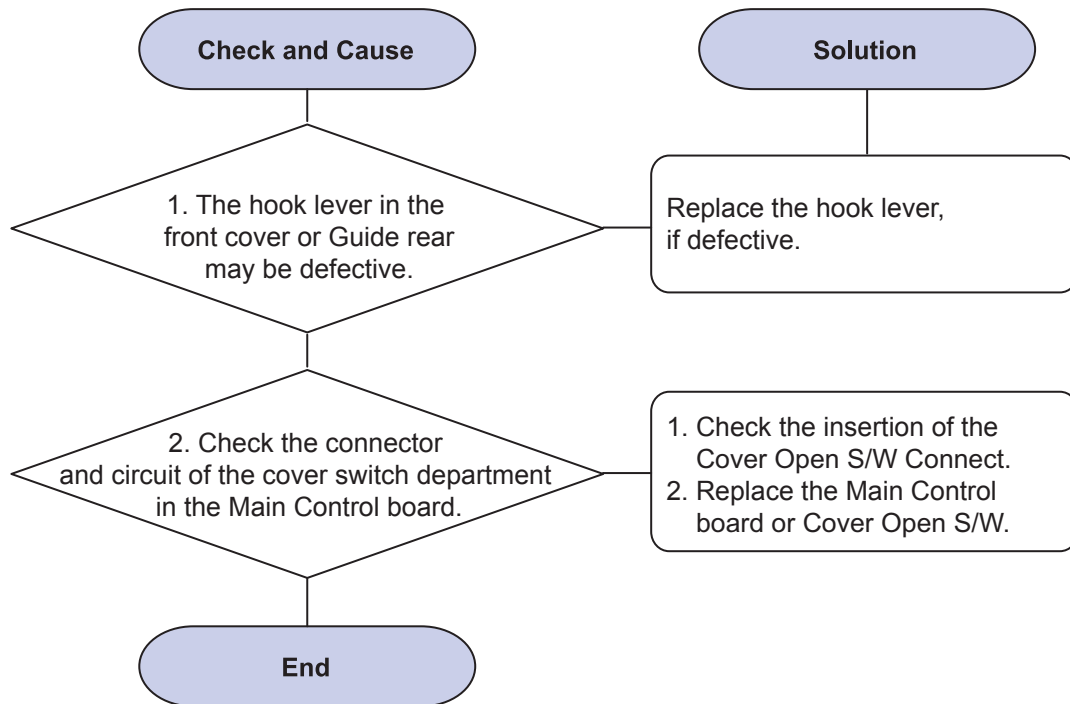 Check and Cause
Solution
1. The hook lever in the
front cover or Guide rear
may be defective.
Replace the hook lever,
if defective.
2. Check the connector
and circuit of the cover switch department
in the Main Control board.
1. Check the insertion of the
Cover Open S/W Connect.
2. Replace the Main Control
board or Cover Open S/W.
End